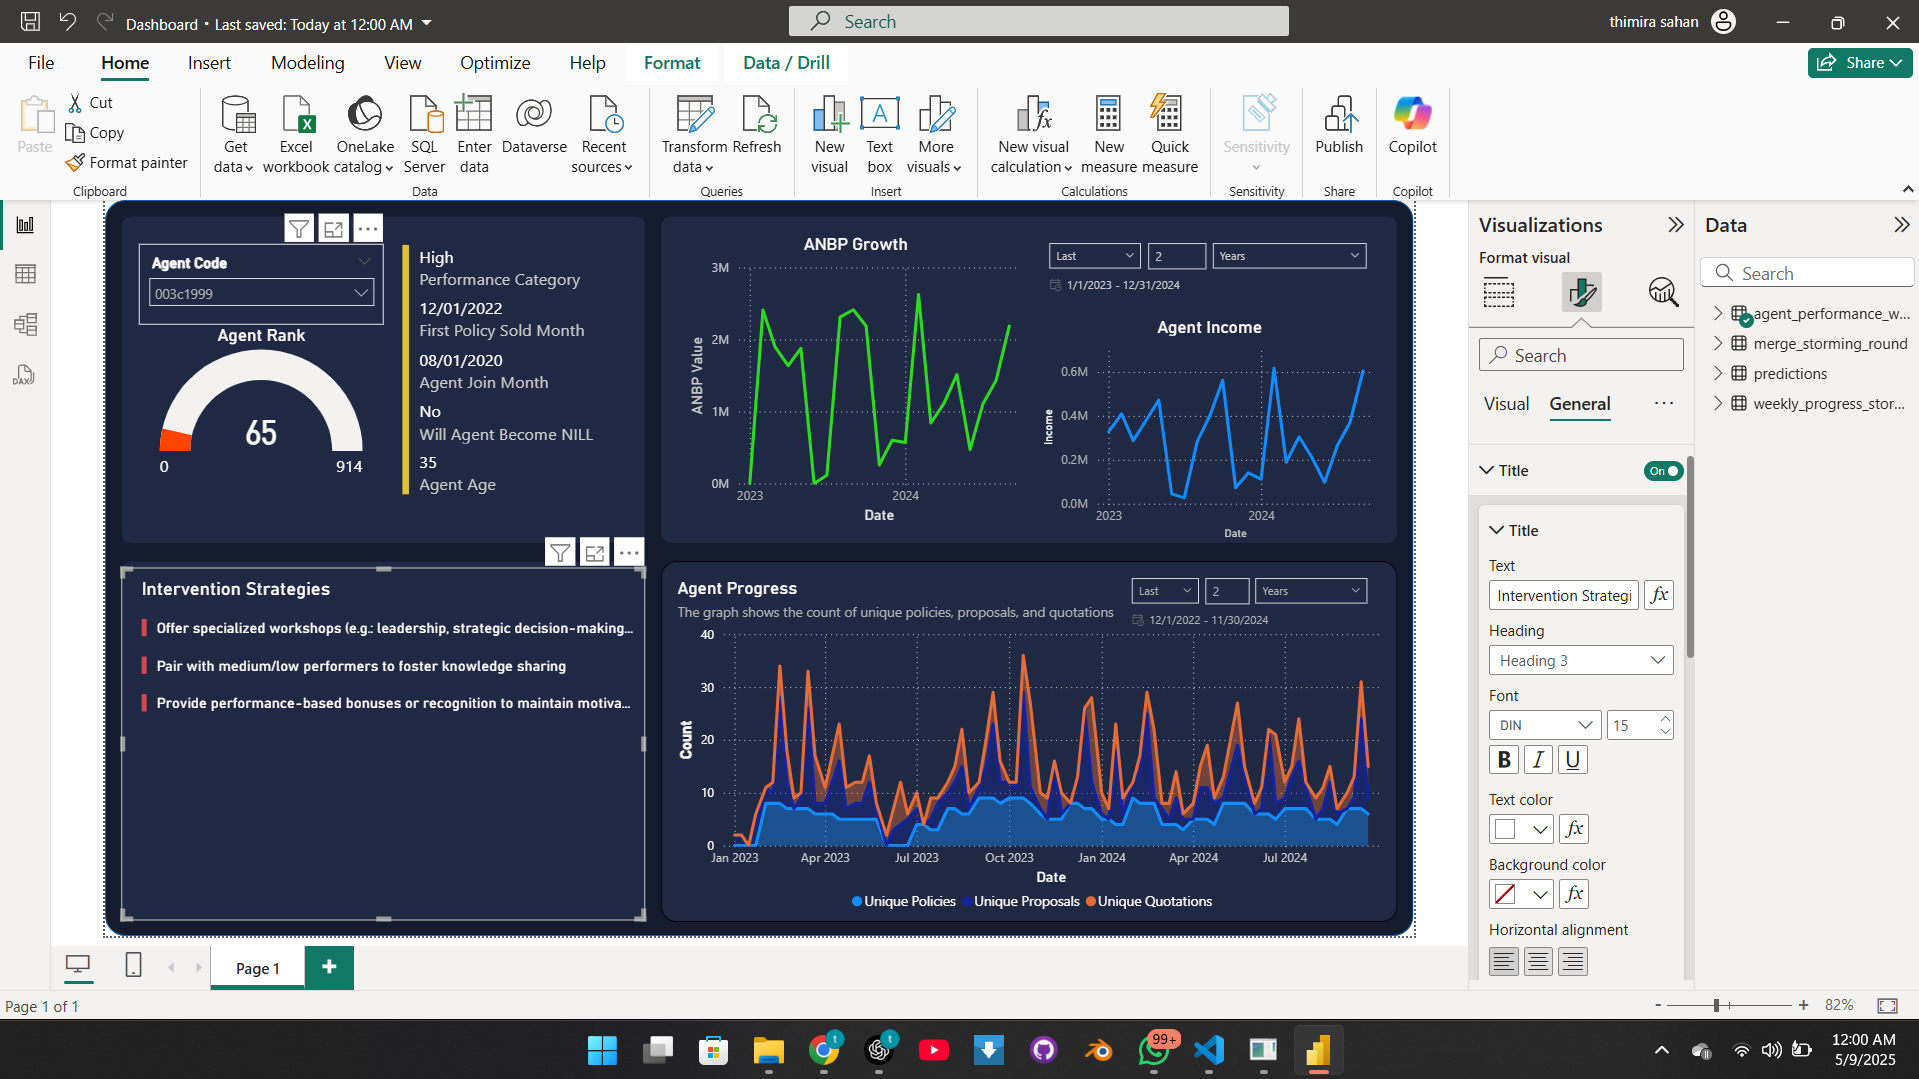 Dashboard • Last saved: Today at 12:00 AM
Search
thimira sahan
File
Home
Insert
Modeling
View
Optimize
Help
Format
Data / Drill
Share
Paste
Cut
Copy
Format painter
Clipboard
Get data
Excel workbook
OneLake catalog
SQL Server
Enter data
Dataverse
Recent sources
Data
Transform data
Refresh
Queries
New visual
Text box
More visuals
Insert
New visual calculation
New measure
Quick measure
Calculations
Sensitivity
Sensitivity
Publish
Share
Copilot
Copilot
Agent Code
003c1999
Agent Rank
65
0
914
High
Performance Category
12/01/2022
First Policy Sold Month
08/01/2020
Agent Join Month
No
Will Agent Become NILL
35
Agent Age
ANBP Growth
ANBP Value
3M
2M
1M
0M
2023
2024
Date
Last
2
Years
1/1/2023 - 12/31/2024
Agent Income
Income
0.6M
0.4M
0.2M
0.0M
2023
2024
Date
Intervention Strategies
Offer specialized workshops (e.g.: leadership, strategic decision-making...
Pair with medium/low performers to foster knowledge sharing
Provide performance-based bonuses or recognition to maintain motiva...
Agent Progress
The graph shows the count of unique policies, proposals, and quotations
Last
2
Years
12/1/2022 - 11/30/2024
Count
40
30
20
10
0
Jan 2023
Apr 2023
Jul 2023
Oct 2023
Jan 2024
Apr 2024
Jul 2024
Date
Unique Policies
Unique Proposals
Unique Quotations
Visualizations
Format visual
Search
Visual
General
...
Title
On
Title
Text
Intervention Strategi
fx
Heading
Heading 3
Font
DIN
15
B
I
U
Text color
fx
Background color
fx
Horizontal alignment
Data
Search
agent_performance_w...
merge_storming_round
predictions
weekly_progress_stor...
DAX
Page 1
+
Page 1 of 1
- + 82%
t
t
99+
12:00 AM
5/9/2025